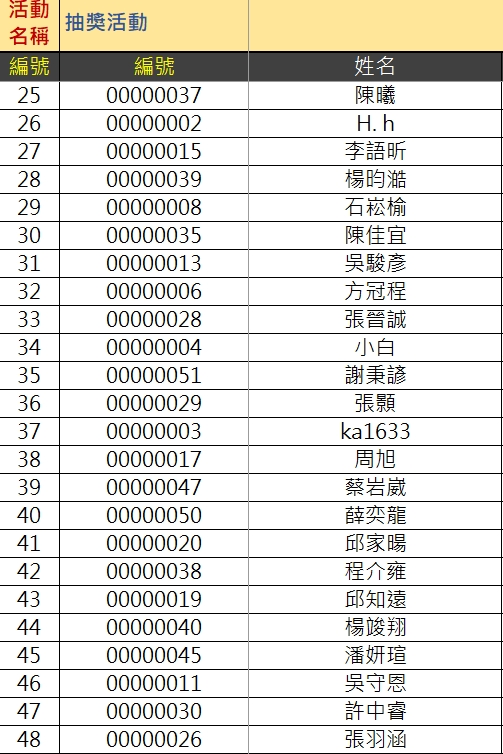 活動名稱 抽獎活動
編號 編號 姓名
25 00000037 陳曦
26 00000002 H. h
27 00000015 李語昕
28 00000039 楊昀澔
29 00000008 石崧榆
30 00000035 陳佳宜
31 00000013 吳駿彥
32 00000006 方冠程
33 00000028 張晉誠
34 00000004 小白
35 00000051 謝秉諺
36 00000029 張顥
37 00000003 ka1633
38 00000017 周旭
39 00000047 蔡岩崴
40 00000050 薛奕龍
41 00000020 邱家暘
42 00000038 程介雍
43 00000019 邱知遠
44 00000040 楊竣翔
45 00000045 潘妍瑄
46 00000011 吳守恩
47 00000030 許中睿
48 00000026 張羽涵